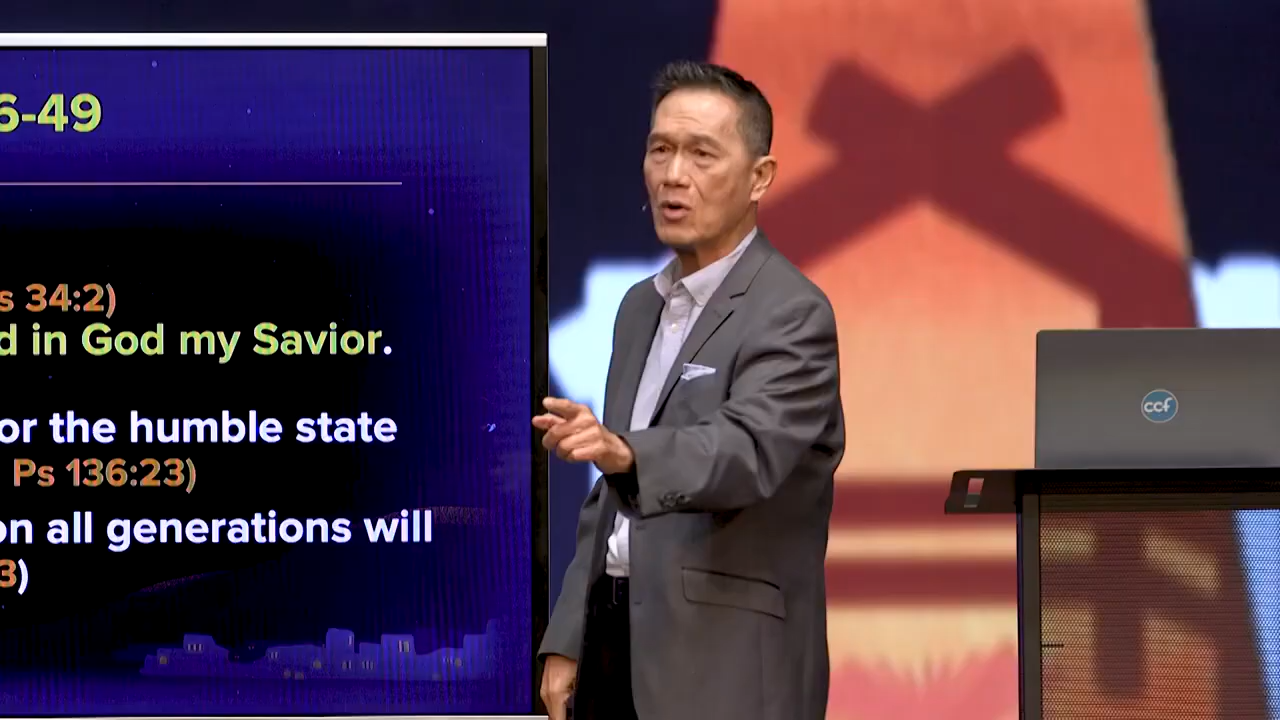 6-49
s 34:2)
d in God my Savior.
or the humble state
Ps 136:23)
on all generations will
3)
ccf